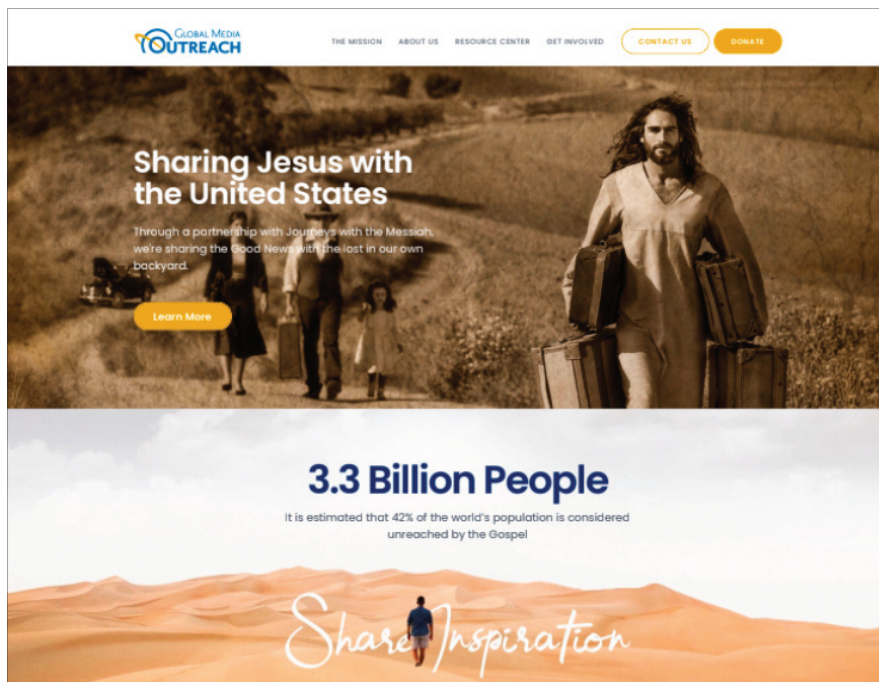 GLOBAL MEDIA
OUTREACH
THE MISSION
ABOUT US
RESOURCE CENTER
GET INVOLVED
CONTACT US
DONATE
Sharing Jesus with
the United States
Through a partnership with Journeys with the Messiah,
we're sharing the Good News with the lost in our own
backyard.
Learn More
3.3 Billion People
It is estimated that 42% of the world's population is considered
unreached by the Gospel
Share Inspiration